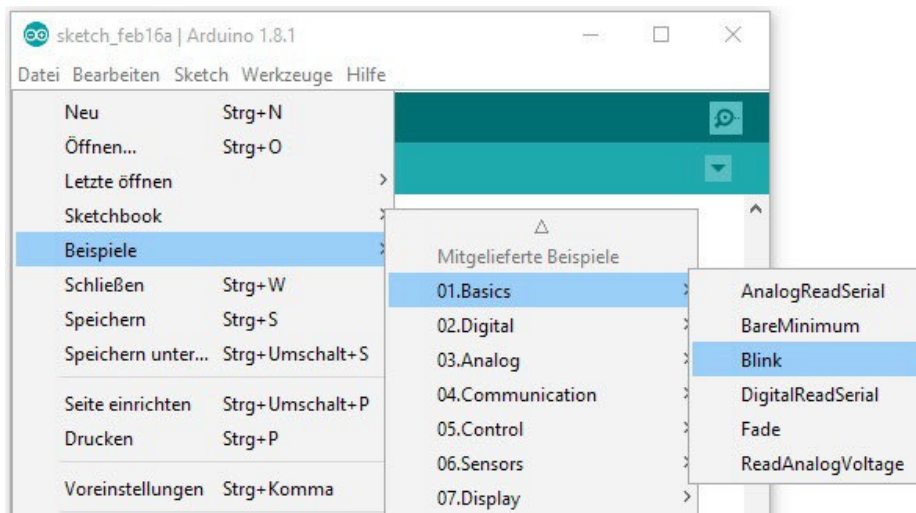 sketch_feb16a | Arduino 1.8.1
Datei Bearbeiten Sketch Werkzeuge Hilfe
Neu Strg+N
Öffnen... Strg+O
Letzte öffnen
Sketchbook
Beispiele
Schließen Strg+W
Speichern Strg+S
Speichern unter... Strg+Umschalt+S
Seite einrichten Strg+Umschalt+P
Drucken Strg+P
Voreinstellungen Strg+Komma
Mitgelieferte Beispiele
01.Basics
02.Digital
03.Analog
04.Communication
05.Control
06.Sensors
07.Display
AnalogReadSerial
BareMinimum
Blink
DigitalReadSerial
Fade
ReadAnalogVoltage